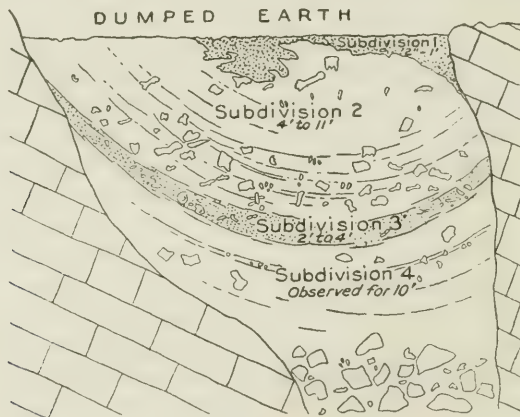 DUMPED EARTH
Subdivision 1
2"-1'
Subdivision 2
4' to 11'
Subdivision 3
2' to 4'
Subdivision 4
Observed for 10'